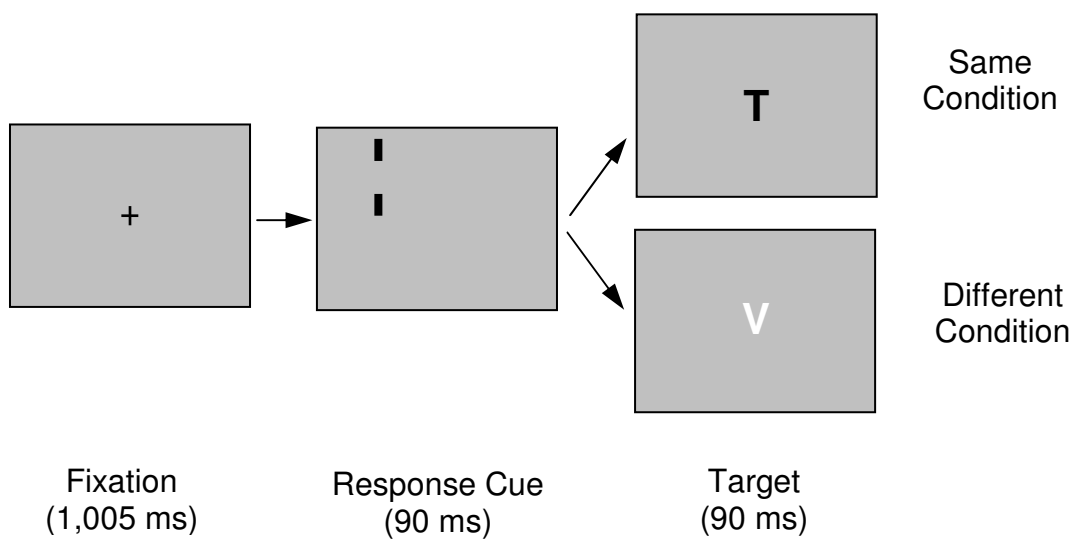 T
Same
Condition
+
V
Different
Condition
Fixation
(1,005 ms)
Response Cue
(90 ms)
Target
(90 ms)